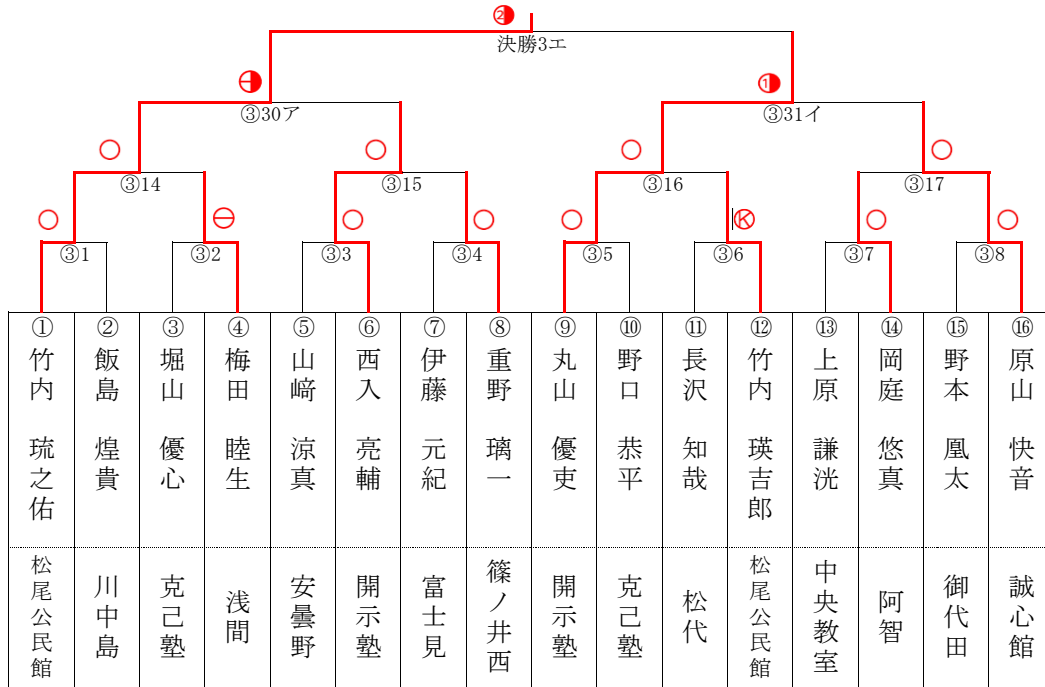 ②
決勝3エ
③30ア
①
③31イ
③14
③15
③16
③17
③1
③2
③3
③4
③5
Ⓚ
③6
③7
③8
① 竹内 琉之佑 松尾公民館
② 飯島 煌貴 川中島
③ 堀山 優心 克己塾
④ 梅田 睦生 浅間
⑤ 山﨑 涼真 安曇野
⑥ 西入 亮輔 開示塾
⑦ 伊藤 元紀 富士見
⑧ 重野 璃一 篠ノ井西
⑨ 丸山 優吏 開示塾
⑩ 野口 恭平 克己塾
⑪ 長沢 知哉 松代
⑫ 竹内 瑛吉郎 松尾公民館
⑬ 上原 謙洸 中央教室
⑭ 岡庭 悠真 阿智
⑮ 野本 凰太 御代田
⑯ 原山 快音 誠心館